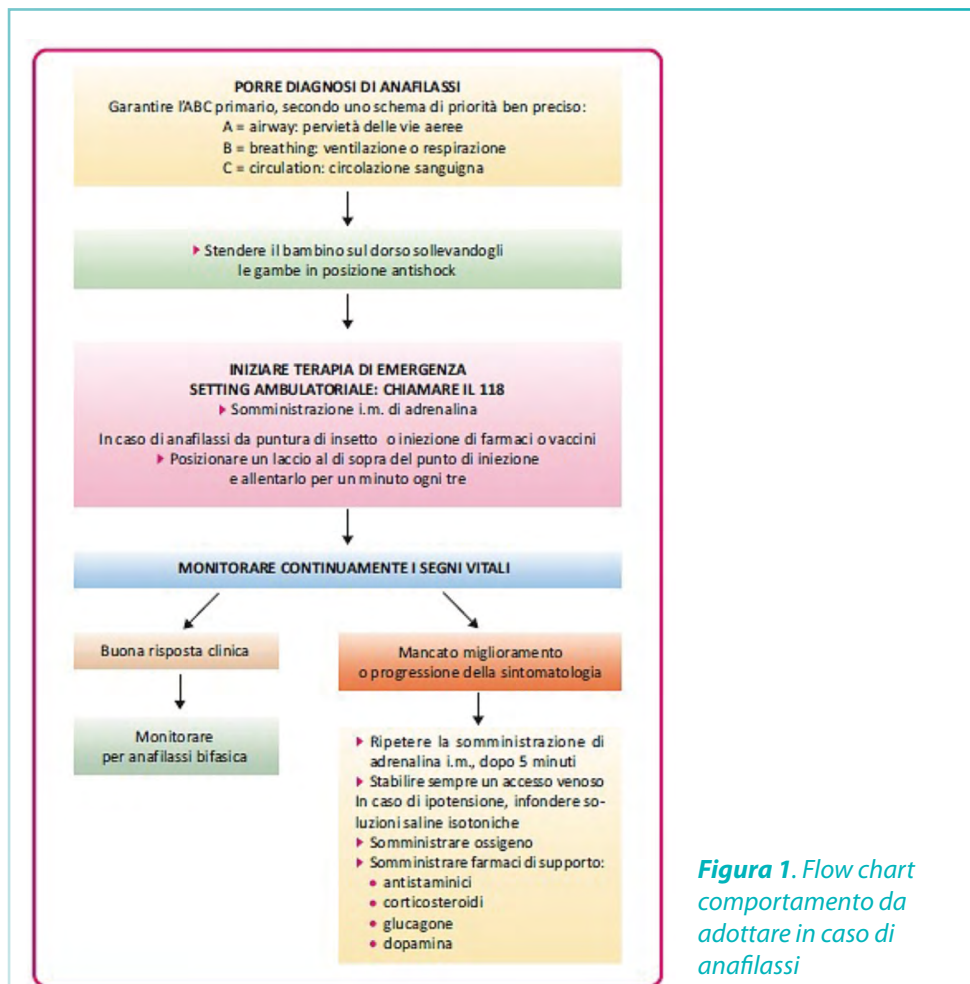 PORRE DIAGNOSI DI ANAFILASSI
Garantire l'ABC primario, secondo uno schema di priorità ben preciso:
A = airway: pervietà delle vie aeree
B = breathing: ventilazione o respirazione
C = circulation: circolazione sanguigna
▸ Stendere il bambino sul dorso sollevandogli
le gambe in posizione antishock
INIZIARE TERAPIA DI EMERGENZA
SETTING AMBULATORIALE: CHIAMARE IL 118
▸ Somministrazione i.m. di adrenalina
In caso di anafilassi da puntura di insetto o iniezione di farmaci o vaccini
▸ Posizionare un laccio al di sopra del punto di iniezione
e allentarlo per un minuto ogni tre
MONITORARE CONTINUAMENTE I SEGNI VITALI
Buona risposta clinica
Monitorare
per anafilassi bifasica
Mancato miglioramento
o progressione della sintomatologia
▸ Ripetere la somministrazione di
adrenalina i.m., dopo 5 minuti
▸ Stabilire sempre un accesso venoso
In caso di ipotensione, infondere so-
luzioni saline isotoniche
▸ Somministrare ossigeno
▸ Somministrare farmaci di supporto:
• antistaminici
• corticosteroidi
• glucagone
• dopamina
Figura 1. Flow chart
comportamento da
adottare in caso di
anafilassi